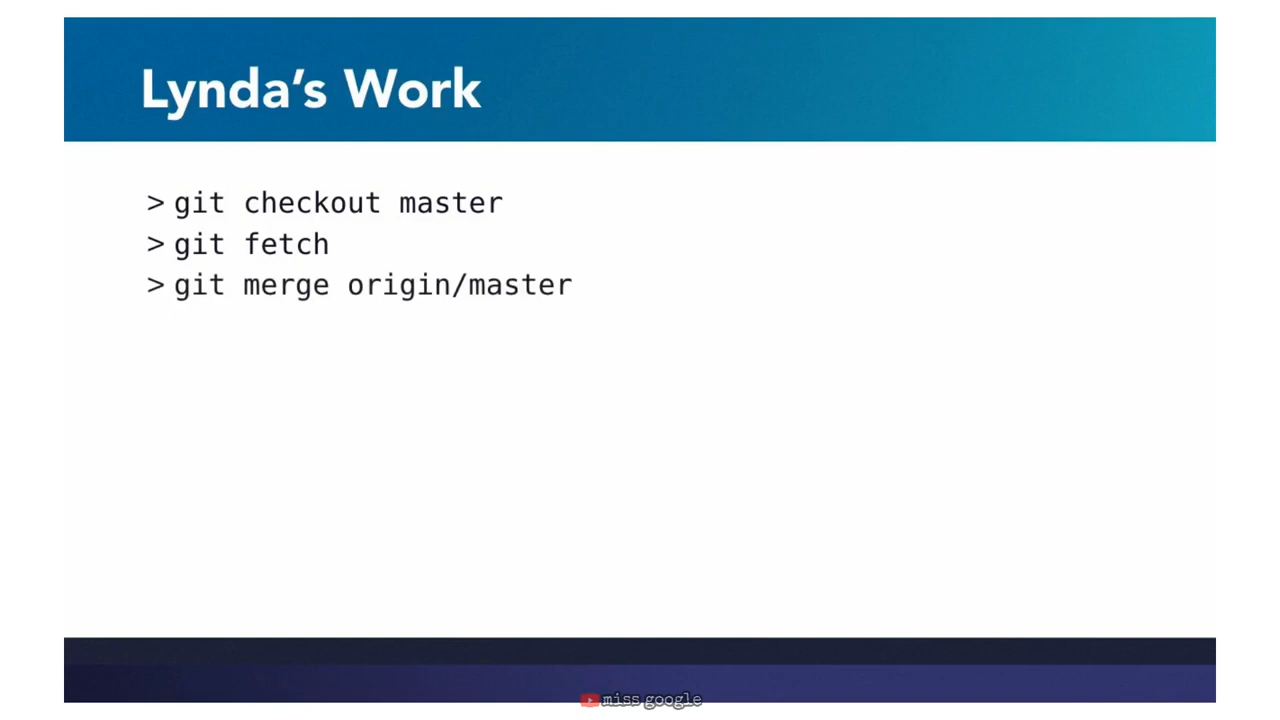 Lynda’s Work
> git checkout master
> git fetch
> git merge origin/master
miss google